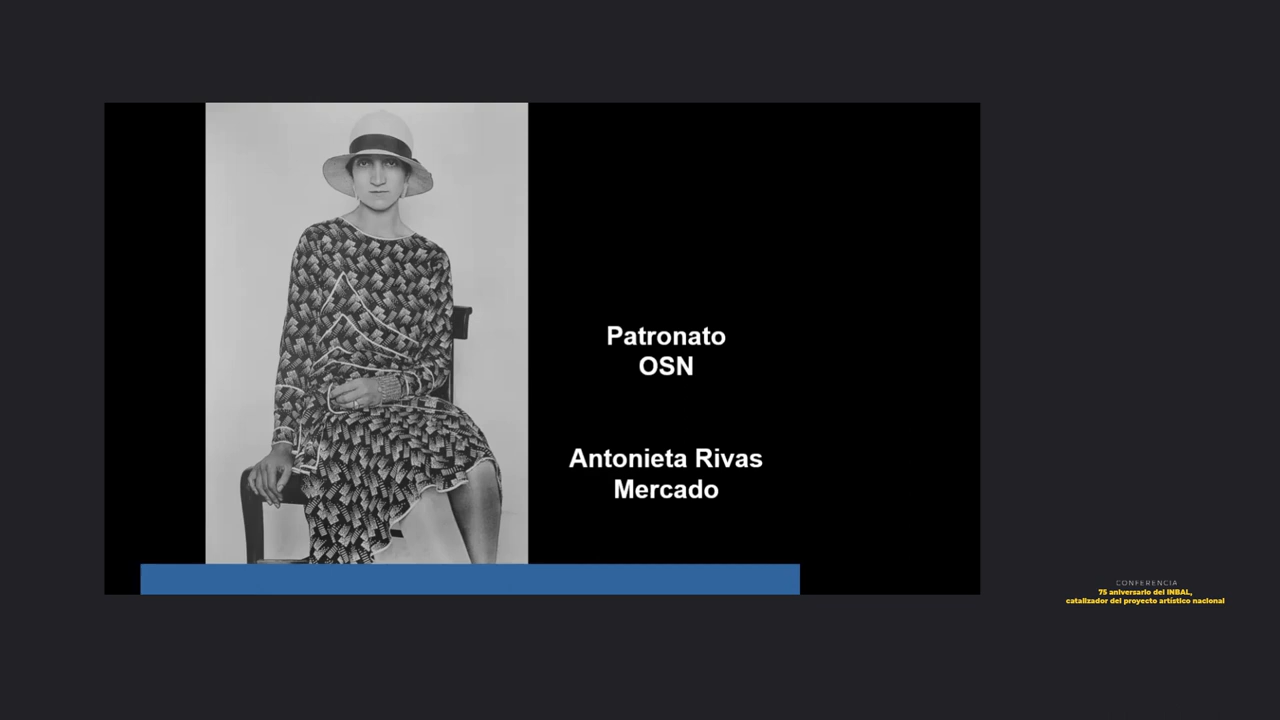 Patronato
OSN
Antonieta Rivas
Mercado
CONFERENCIA
75 aniversario del INBAL,
catalizador del proyecto artístico nacional